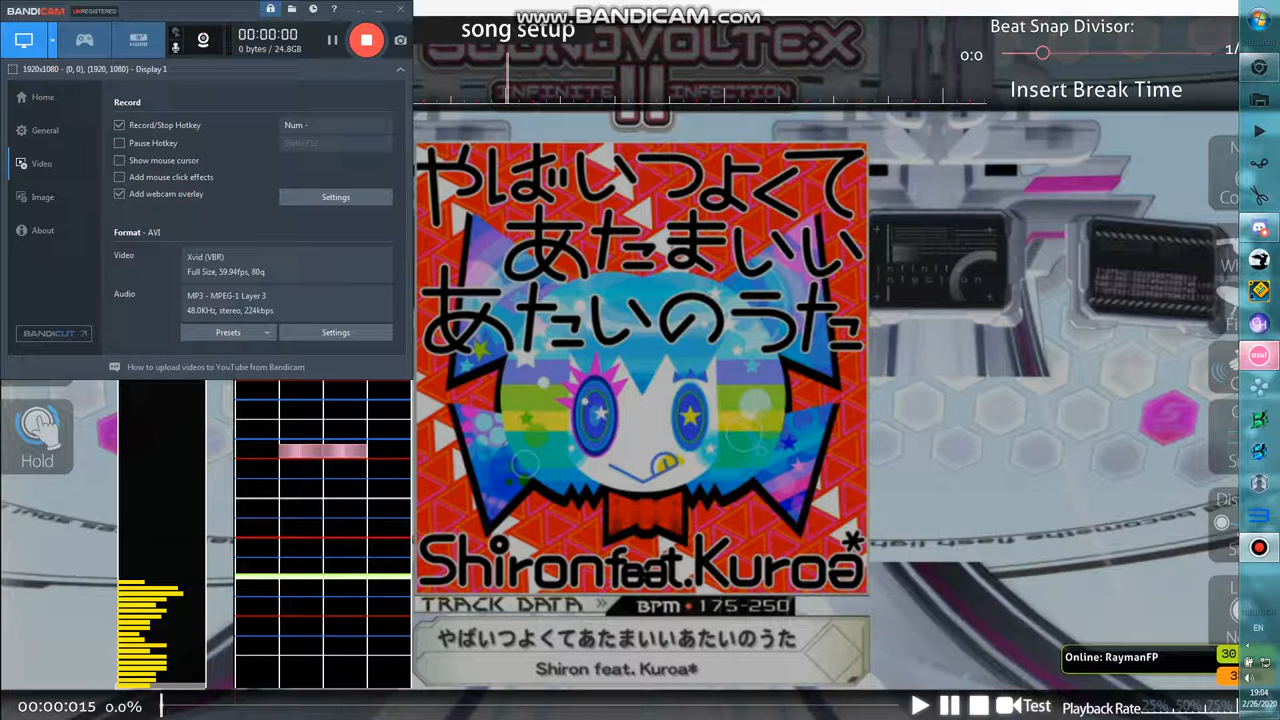 BANDICAM UNREGISTERED
www.BANDICAM.com
song setup
Beat Snap Divisor:
00:00:00
0 bytes / 24.8GB
0:0
1/
1920x1080 - (0, 0), (1920, 1080) - Display 1
Insert Break Time
SOUND VOLTEX
II
INFINITE INFECTION
Home
General
Video
Image
About
Record
Record/Stop Hotkey
Num -
Pause Hotkey
Show mouse cursor
Add mouse click effects
Add webcam overlay
Settings
Format - AVI
Video
Xvid (VBR)
Full Size, 59.94fps, 80q
Audio
MP3 - MPEG-1 Layer 3
48.0KHz, stereo, 224kbps
BANDICUT
Presets
Settings
How to upload videos to YouTube from Bandicam
やばいつよくて
あたまいい
あたいのうた
Shiron feat. Kuroa*
Infinite
osu!
Hold
TRACK DATA »
BPM • 175-250
やばいつよくてあたまいいあたいのうた
Shiron feat. Kuroa*
EN
Online: RaymanFP
30
19:04
2/26/2020
00:00:015 0.0%
Test
Playback Rate
25% 50% 75%